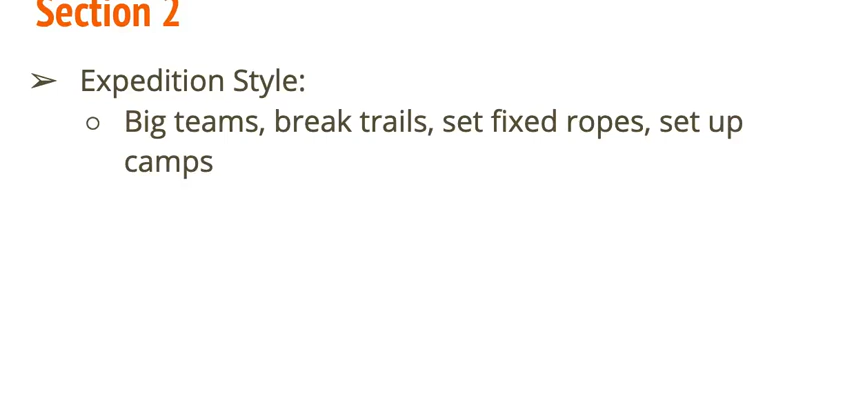 Section 2
➢ Expedition Style:
○ Big teams, break trails, set fixed ropes, set up
camps